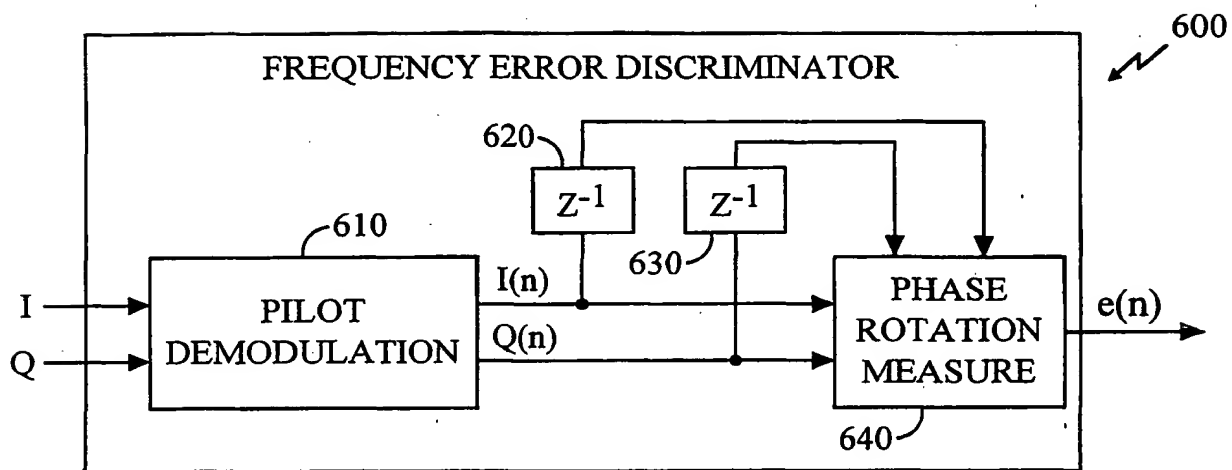 600
FREQUENCY ERROR DISCRIMINATOR
620
Z-1
Z-1
610
630
I
Q
PILOT
DEMODULATION
I(n)
Q(n)
PHASE
ROTATION
MEASURE
e(n)
640